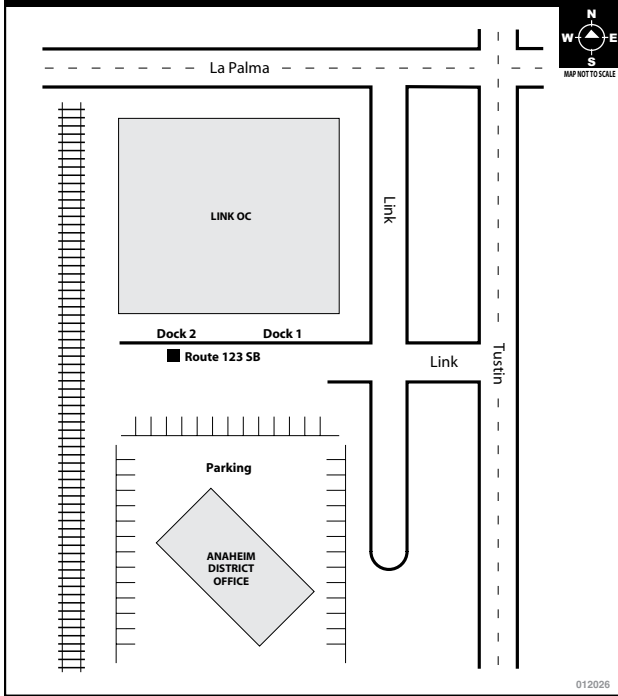 N
W E
S
MAP NOT TO SCALE
La Palma
LINK OC
Link
Dock 2 Dock 1
Route 123 SB
Link
Tustin
Parking
ANAHEIM
DISTRICT
OFFICE
012026